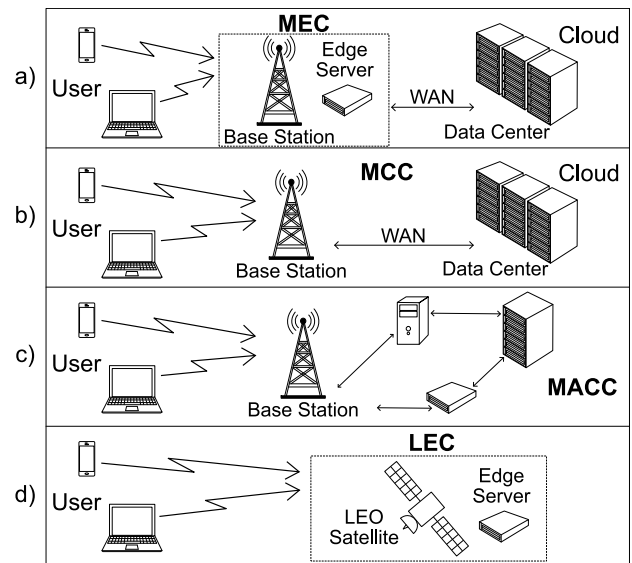 a)
User
MEC
Edge
Server
Base Station
WAN
Cloud
Data Center
b)
User
MCC
Base Station
WAN
Cloud
Data Center
c)
User
Base Station
MACC
d)
User
LEC
LEO
Satellite
Edge
Server